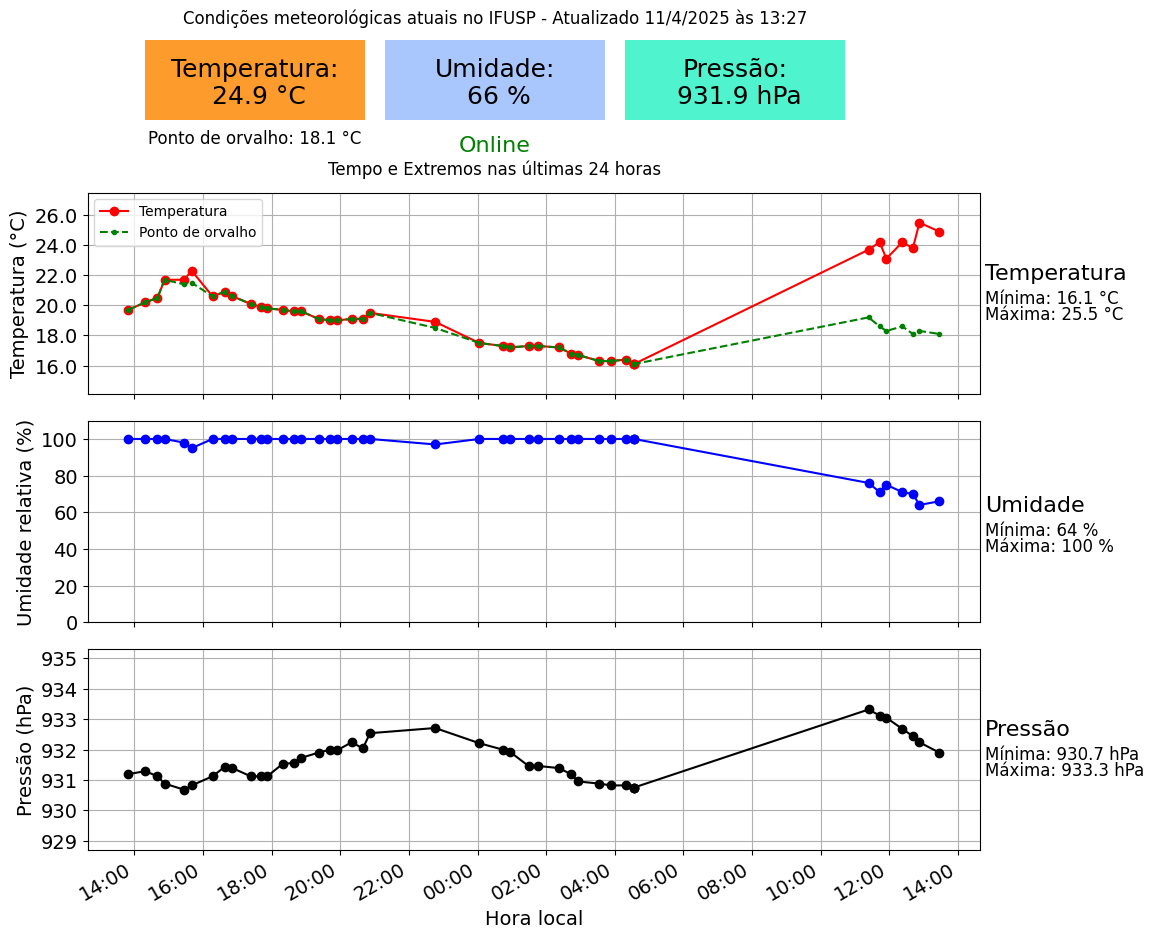 Condições meteorológicas atuais no IFUSP - Atualizado 11/4/2025 às 13:27
Temperatura:
24.9 °C
Umidade:
66 %
Pressão:
931.9 hPa
Ponto de orvalho: 18.1 °C
Online
Tempo e Extremos nas últimas 24 horas
Temperatura (°C)
26.0
24.0
22.0
20.0
18.0
16.0
Temperatura
Ponto de orvalho
Temperatura
Mínima: 16.1 °C
Máxima: 25.5 °C
Umidade relativa (%)
100
80
60
40
20
0
Umidade
Mínima: 64 %
Máxima: 100 %
Pressão (hPa)
935
934
933
932
931
930
929
Pressão
Mínima: 930.7 hPa
Máxima: 933.3 hPa
14:00 16:00 18:00 20:00 22:00 00:00 02:00 04:00 06:00 08:00 10:00 12:00 14:00
Hora local